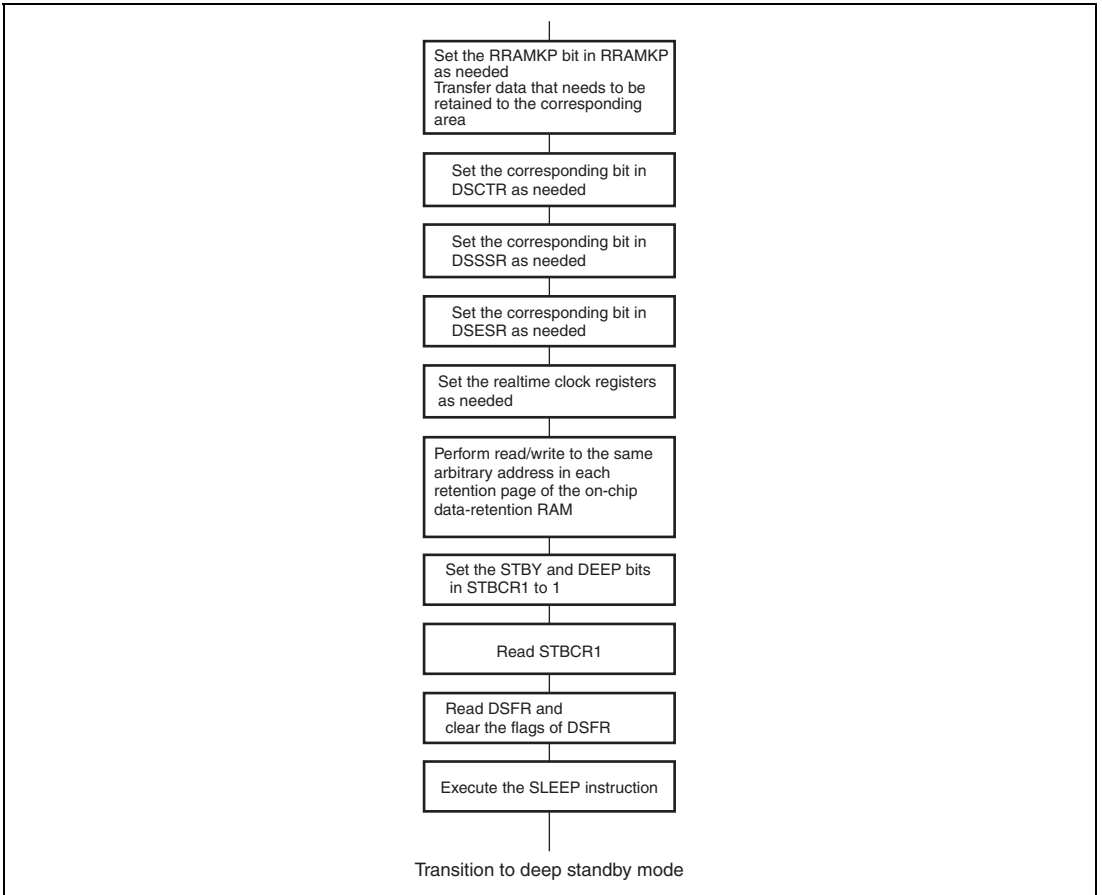 Set the RRAMKP bit in RRAMKP
as needed
Transfer data that needs to be
retained to the corresponding
area
Set the corresponding bit in
DSCTR as needed
Set the corresponding bit in
DSSSR as needed
Set the corresponding bit in
DSESR as needed
Set the realtime clock registers
as needed
Perform read/write to the same
arbitrary address in each
retention page of the on-chip
data-retention RAM
Set the STBY and DEEP bits
in STBCR1 to 1
Read STBCR1
Read DSFR and
clear the flags of DSFR
Execute the SLEEP instruction
Transition to deep standby mode